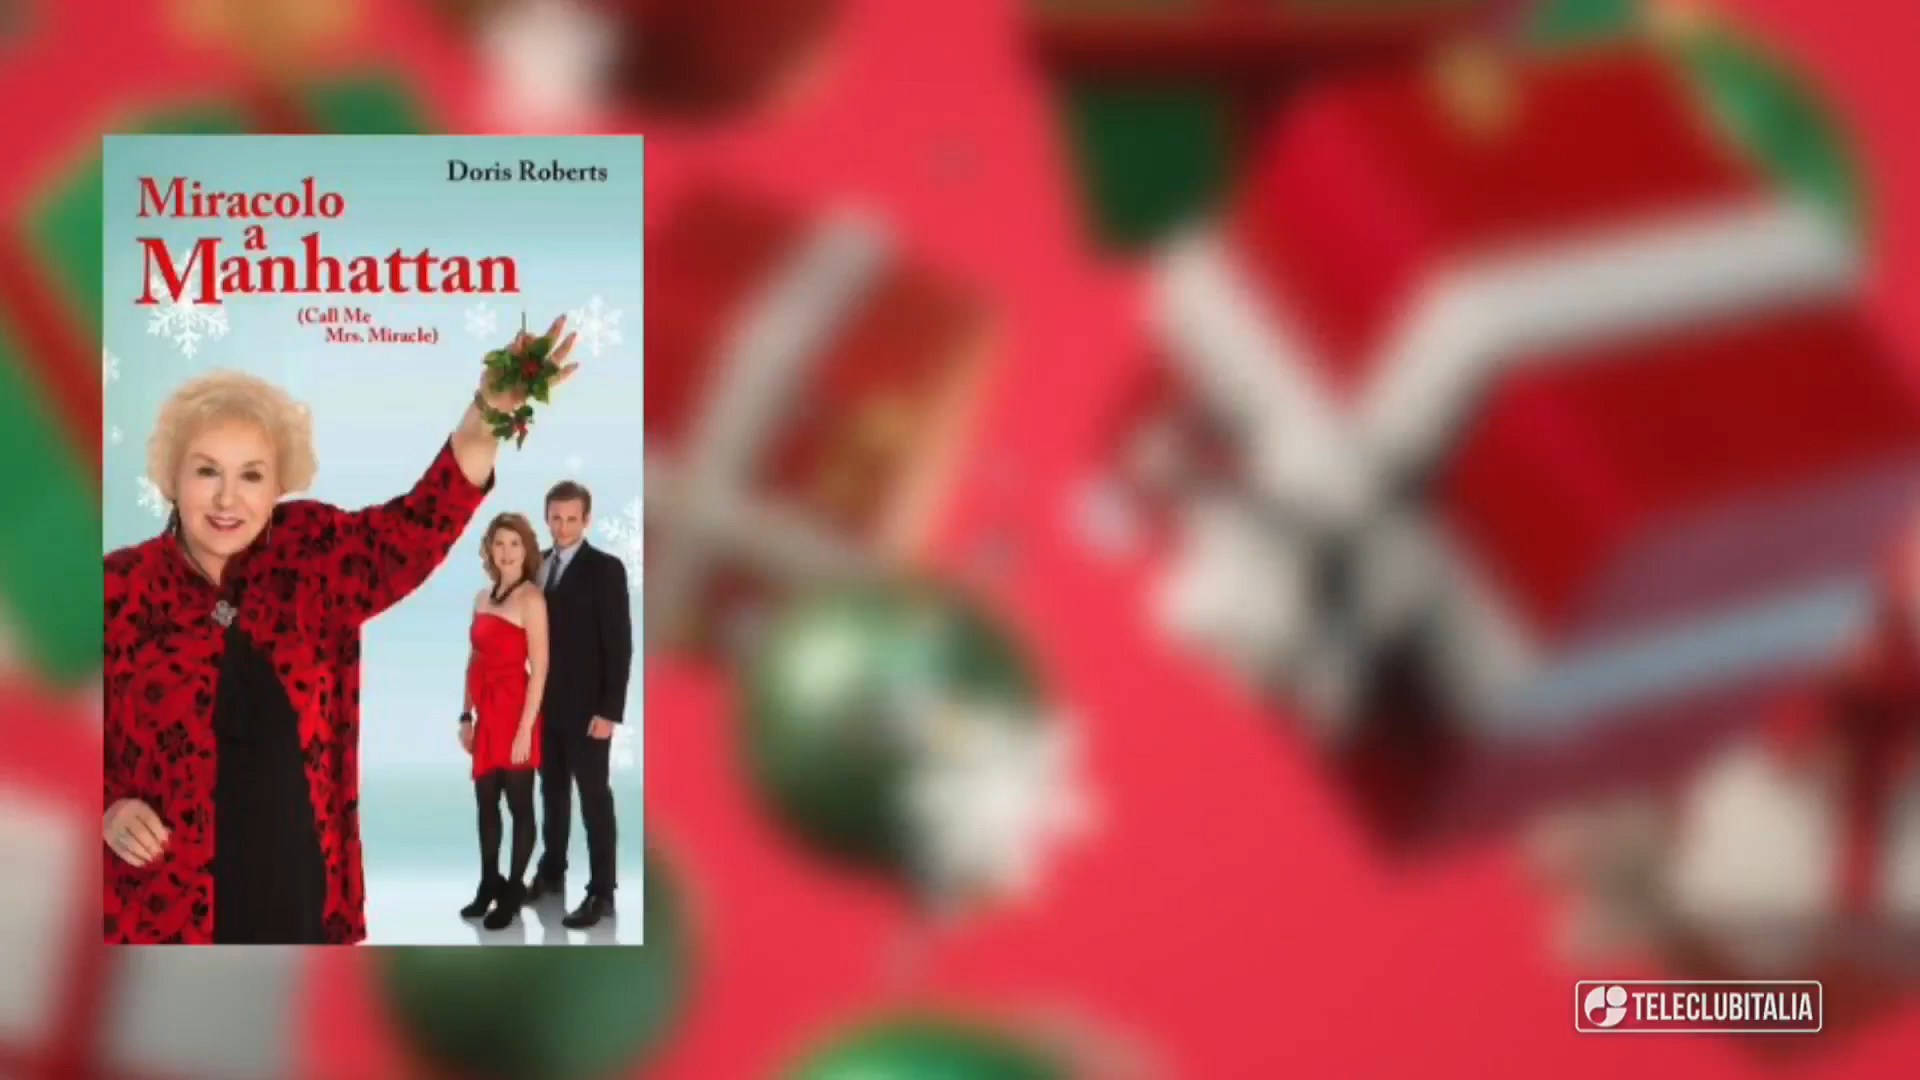 Doris Roberts
Miracolo
a
Manhattan
(Call Me
Mrs. Miracle)
TELECLUBITALIA